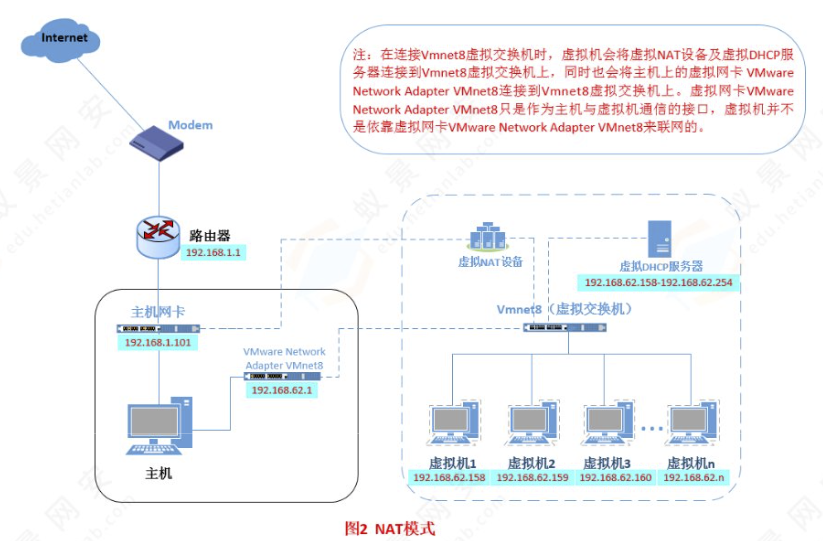 Internet
注：在连接Vmnet8虚拟交换机时，虚拟机会将虚拟NAT设备及虚拟DHCP服
务器连接到Vmnet8虚拟交换机上，同时也会将主机上的虚拟网卡 VMware
Network Adapter VMnet8连接到Vmnet8虚拟交换机上。虚拟网卡VMware
Network Adapter VMnet8只是作为主机与虚拟机通信的接口，虚拟机并不
是依靠虚拟网卡VMware Network Adapter VMnet8来联网的。
Modem
路由器
192.168.1.1
虚拟NAT设备
虚拟DHCP服务器
192.168.62.158-192.168.62.254
主机网卡
192.168.1.101
Vmnet8（虚拟交换机）
VMware Network
Adapter VMnet8
192.168.62.1
主机
虚拟机1
192.168.62.158
虚拟机2
192.168.62.159
虚拟机3
192.168.62.160
虚拟机n
192.168.62.n
图2 NAT模式
蚁景网安
edu.hetianlab.com